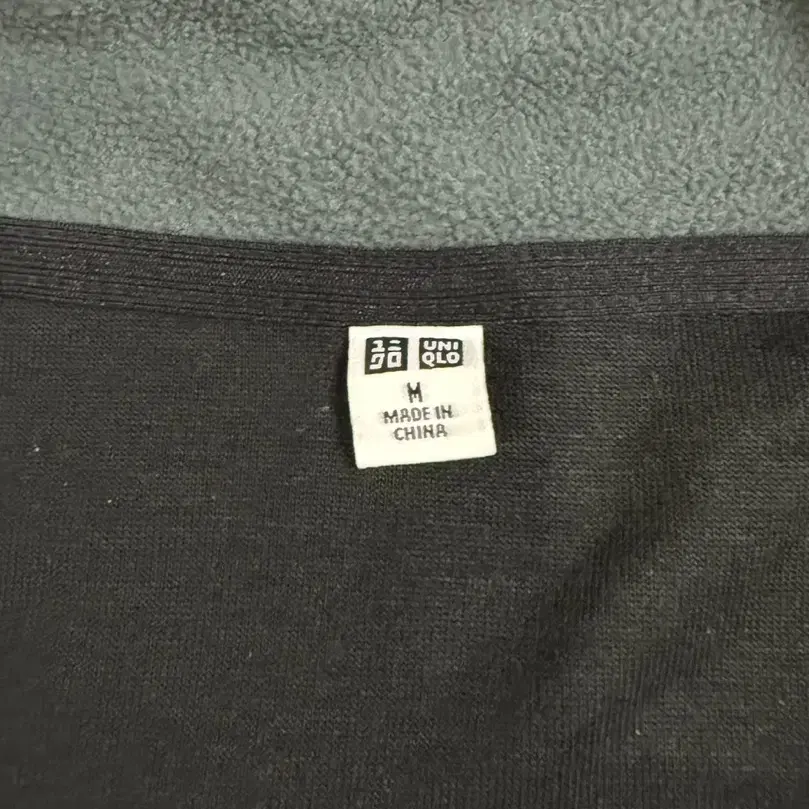 ユニ UNI
クロ QLO
M
MADE IN
CHINA